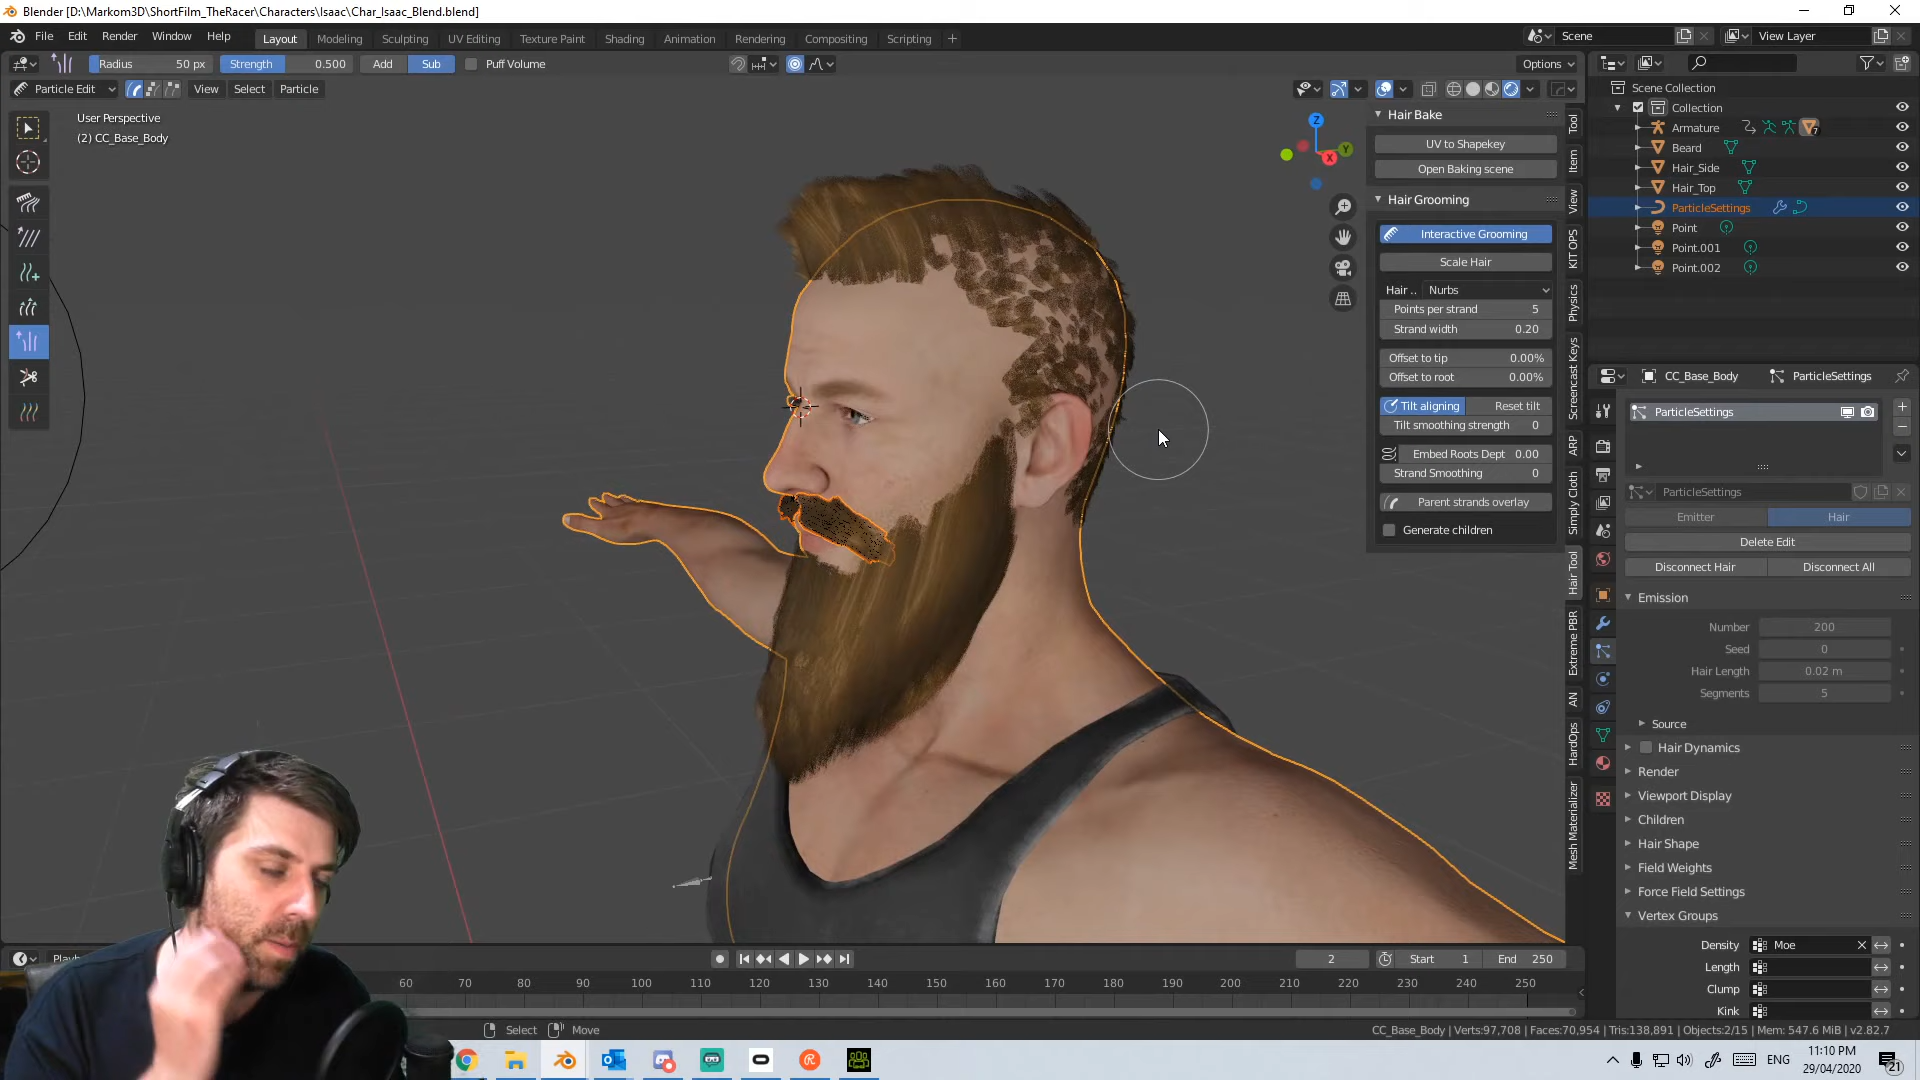 Blender [D:\Markom3D\ShortFilm_TheRacer\Characters\Isaac\Char_Isaac_Blend.blend]
File Edit Render Window Help
Layout Modeling Sculpting UV Editing Texture Paint Shading Animation Rendering Compositing Scripting +
Scene
View Layer
Radius 50 px
Strength 0.500
Add Sub
Puff Volume
Options
Particle Edit
View Select Particle
User Perspective
(2) CC_Base_Body
Z
Y
X
Hair Bake
UV to Shapekey
Open Baking scene
Hair Grooming
Interactive Grooming
Scale Hair
Hair .. Nurbs
Points per strand 5
Strand width 0.20
Offset to tip 0.00%
Offset to root 0.00%
Tilt aligning Reset tilt
Tilt smoothing strength 0
Embed Roots Dept 0.00
Strand Smoothing 0
Parent strands overlay
Generate children
Tool
Item
View
KIT OPS
Physics
Screencast Keys
ARP
Simply Cloth
Hair Tool
Extreme PBR
AN
HardOps
Mesh Materializer
Scene Collection
Collection
Armature 7
Beard
Hair_Side
Hair_Top
ParticleSettings
Point
Point.001
Point.002
CC_Base_Body ParticleSettings
ParticleSettings
ParticleSettings
Emitter Hair
Delete Edit
Disconnect Hair Disconnect All
Emission
Number 200
Seed 0
Hair Length 0.02 m
Segments 5
Source
Hair Dynamics
Render
Viewport Display
Children
Hair Shape
Field Weights
Force Field Settings
Vertex Groups
Density Moe
Length
Clump
Kink
2
Start 1
End 250
60 70 80 90 100 110 120 130 140 150 160 170 180 190 200 210 220 230 240 250
Select Move
CC_Base_Body | Verts:97,708 | Faces:70,954 | Tris:138,891 | Objects:2/15 | Mem: 547.6 MiB | v2.82.7
ENG
11:10 PM
29/04/2020
21